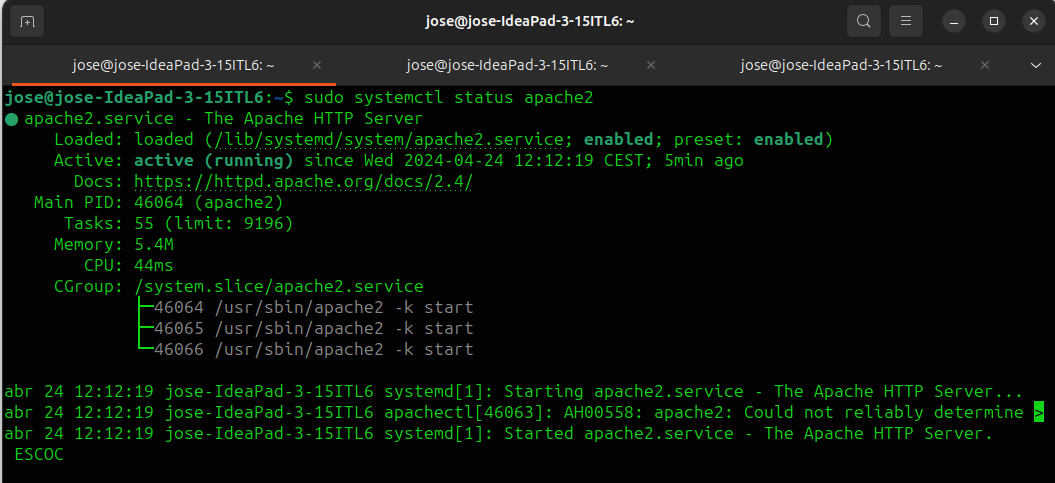 jose@jose-IdeaPad-3-15ITL6: ~
jose@jose-IdeaPad-3-15ITL6: ~ × jose@jose-IdeaPad-3-15ITL6: ~ × jose@jose-IdeaPad-3-15ITL6: ~ ×
jose@jose-IdeaPad-3-15ITL6:~$ sudo systemctl status apache2
● apache2.service - The Apache HTTP Server
Loaded: loaded (/lib/systemd/system/apache2.service; enabled; preset: enabled)
Active: active (running) since Wed 2024-04-24 12:12:19 CEST; 5min ago
Docs: https://httpd.apache.org/docs/2.4/
Main PID: 46064 (apache2)
Tasks: 55 (limit: 9196)
Memory: 5.4M
CPU: 44ms
CGroup: /system.slice/apache2.service
├─46064 /usr/sbin/apache2 -k start
├─46065 /usr/sbin/apache2 -k start
└─46066 /usr/sbin/apache2 -k start
abr 24 12:12:19 jose-IdeaPad-3-15ITL6 systemd[1]: Starting apache2.service - The Apache HTTP Server...
abr 24 12:12:19 jose-IdeaPad-3-15ITL6 apachectl[46063]: AH00558: apache2: Could not reliably determine >
abr 24 12:12:19 jose-IdeaPad-3-15ITL6 systemd[1]: Started apache2.service - The Apache HTTP Server.
ESCOC